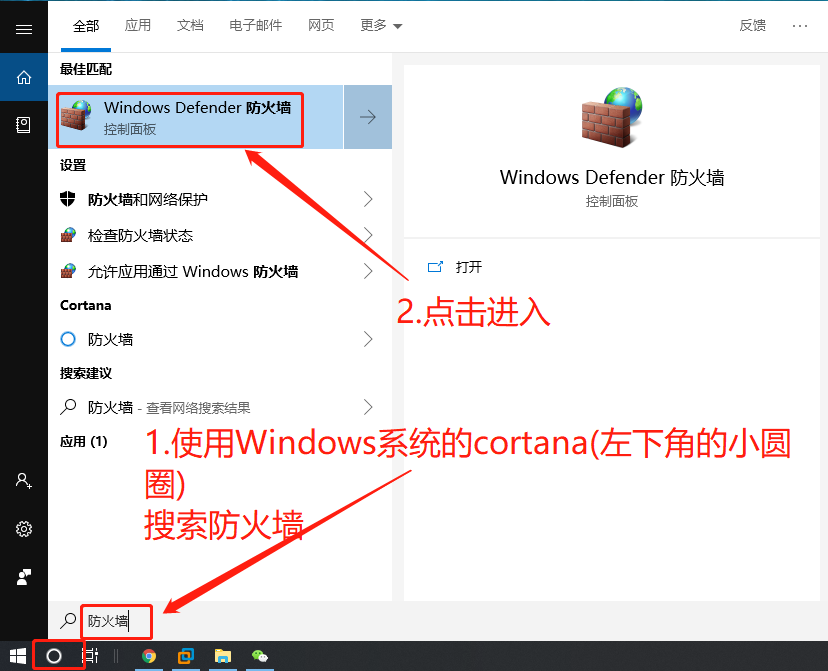 全部 应用 文档 电子邮件 网页 更多 反馈 ...
最佳匹配
Windows Defender 防火墙
控制面板
设置
防火墙和网络保护
检查防火墙状态
允许应用通过 Windows 防火墙
Cortana
防火墙
搜索建议
防火墙 - 查看网络搜索结果
应用 (1)
Windows Defender 防火墙
控制面板
打开
2.点击进入
1.使用Windows系统的cortana(左下角的小圆
圈)
搜索防火墙
防火墙